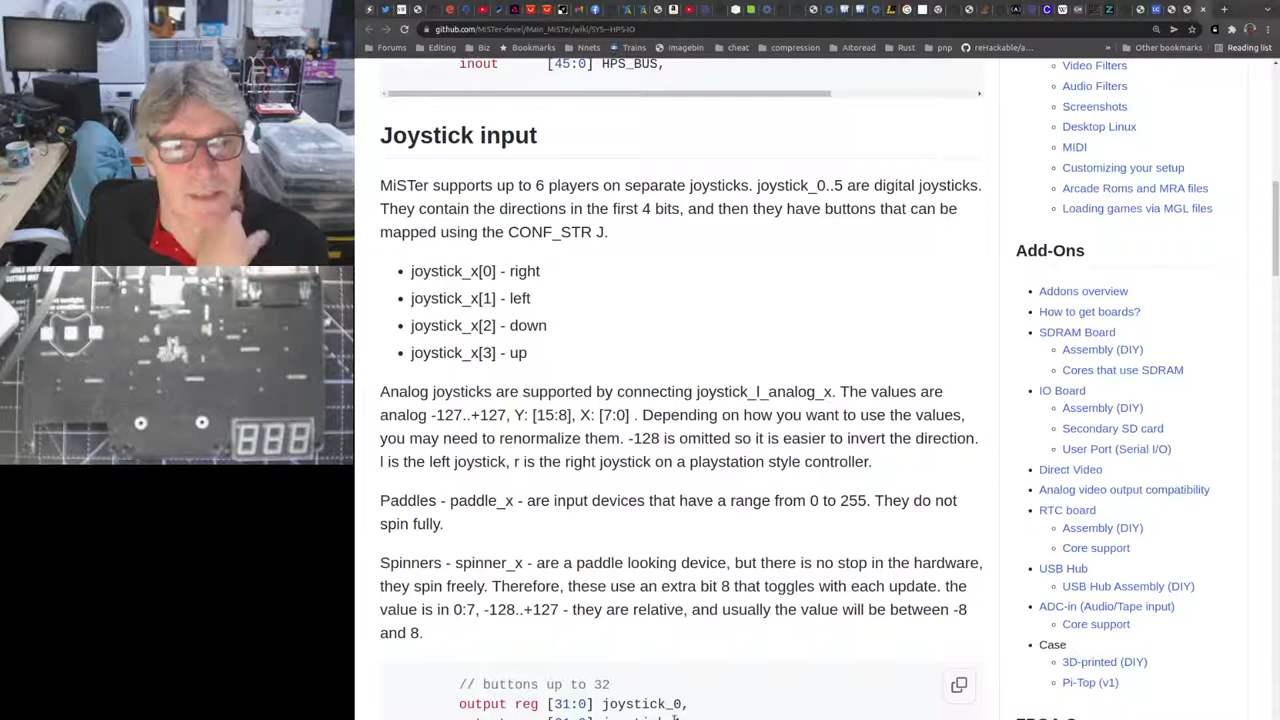 github.com/MiSTer-devel/Main_MiSTer/wiki/SYS--HPS-IO
Forums
Editing
Biz
Bookmarks
Nnets
Trains
Imagebin
cheat
compression
AItoread
Rust
pnp
reHackable/a...
»
Other bookmarks
Reading list
inout [45:0] HPS_BUS,
Joystick input
MiSTer supports up to 6 players on separate joysticks. joystick_0..5 are digital joysticks.
They contain the directions in the first 4 bits, and then they have buttons that can be
mapped using the CONF_STR J.
• joystick_x[0] - right
• joystick_x[1] - left
• joystick_x[2] - down
• joystick_x[3] - up
Analog joysticks are supported by connecting joystick_l_analog_x. The values are
analog -127..+127, Y: [15:8], X: [7:0] . Depending on how you want to use the values,
you may need to renormalize them. -128 is omitted so it is easier to invert the direction.
l is the left joystick, r is the right joystick on a playstation style controller.
Paddles - paddle_x - are input devices that have a range from 0 to 255. They do not
spin fully.
Spinners - spinner_x - are a paddle looking device, but there is no stop in the hardware,
they spin freely. Therefore, these use an extra bit 8 that toggles with each update. the
value is in 0:7, -128..+127 - they are relative, and usually the value will be between -8
and 8.
// buttons up to 32
output reg [31:0] joystick_0,
Video Filters
Audio Filters
Screenshots
Desktop Linux
MIDI
Customizing your setup
Arcade Roms and MRA files
Loading games via MGL files
Add-Ons
Addons overview
How to get boards?
SDRAM Board
Assembly (DIY)
Cores that use SDRAM
IO Board
Assembly (DIY)
Secondary SD card
User Port (Serial I/O)
Direct Video
Analog video output compatibility
RTC board
Assembly (DIY)
Core support
USB Hub
USB Hub Assembly (DIY)
ADC-in (Audio/Tape input)
Core support
Case
3D-printed (DIY)
Pi-Top (v1)